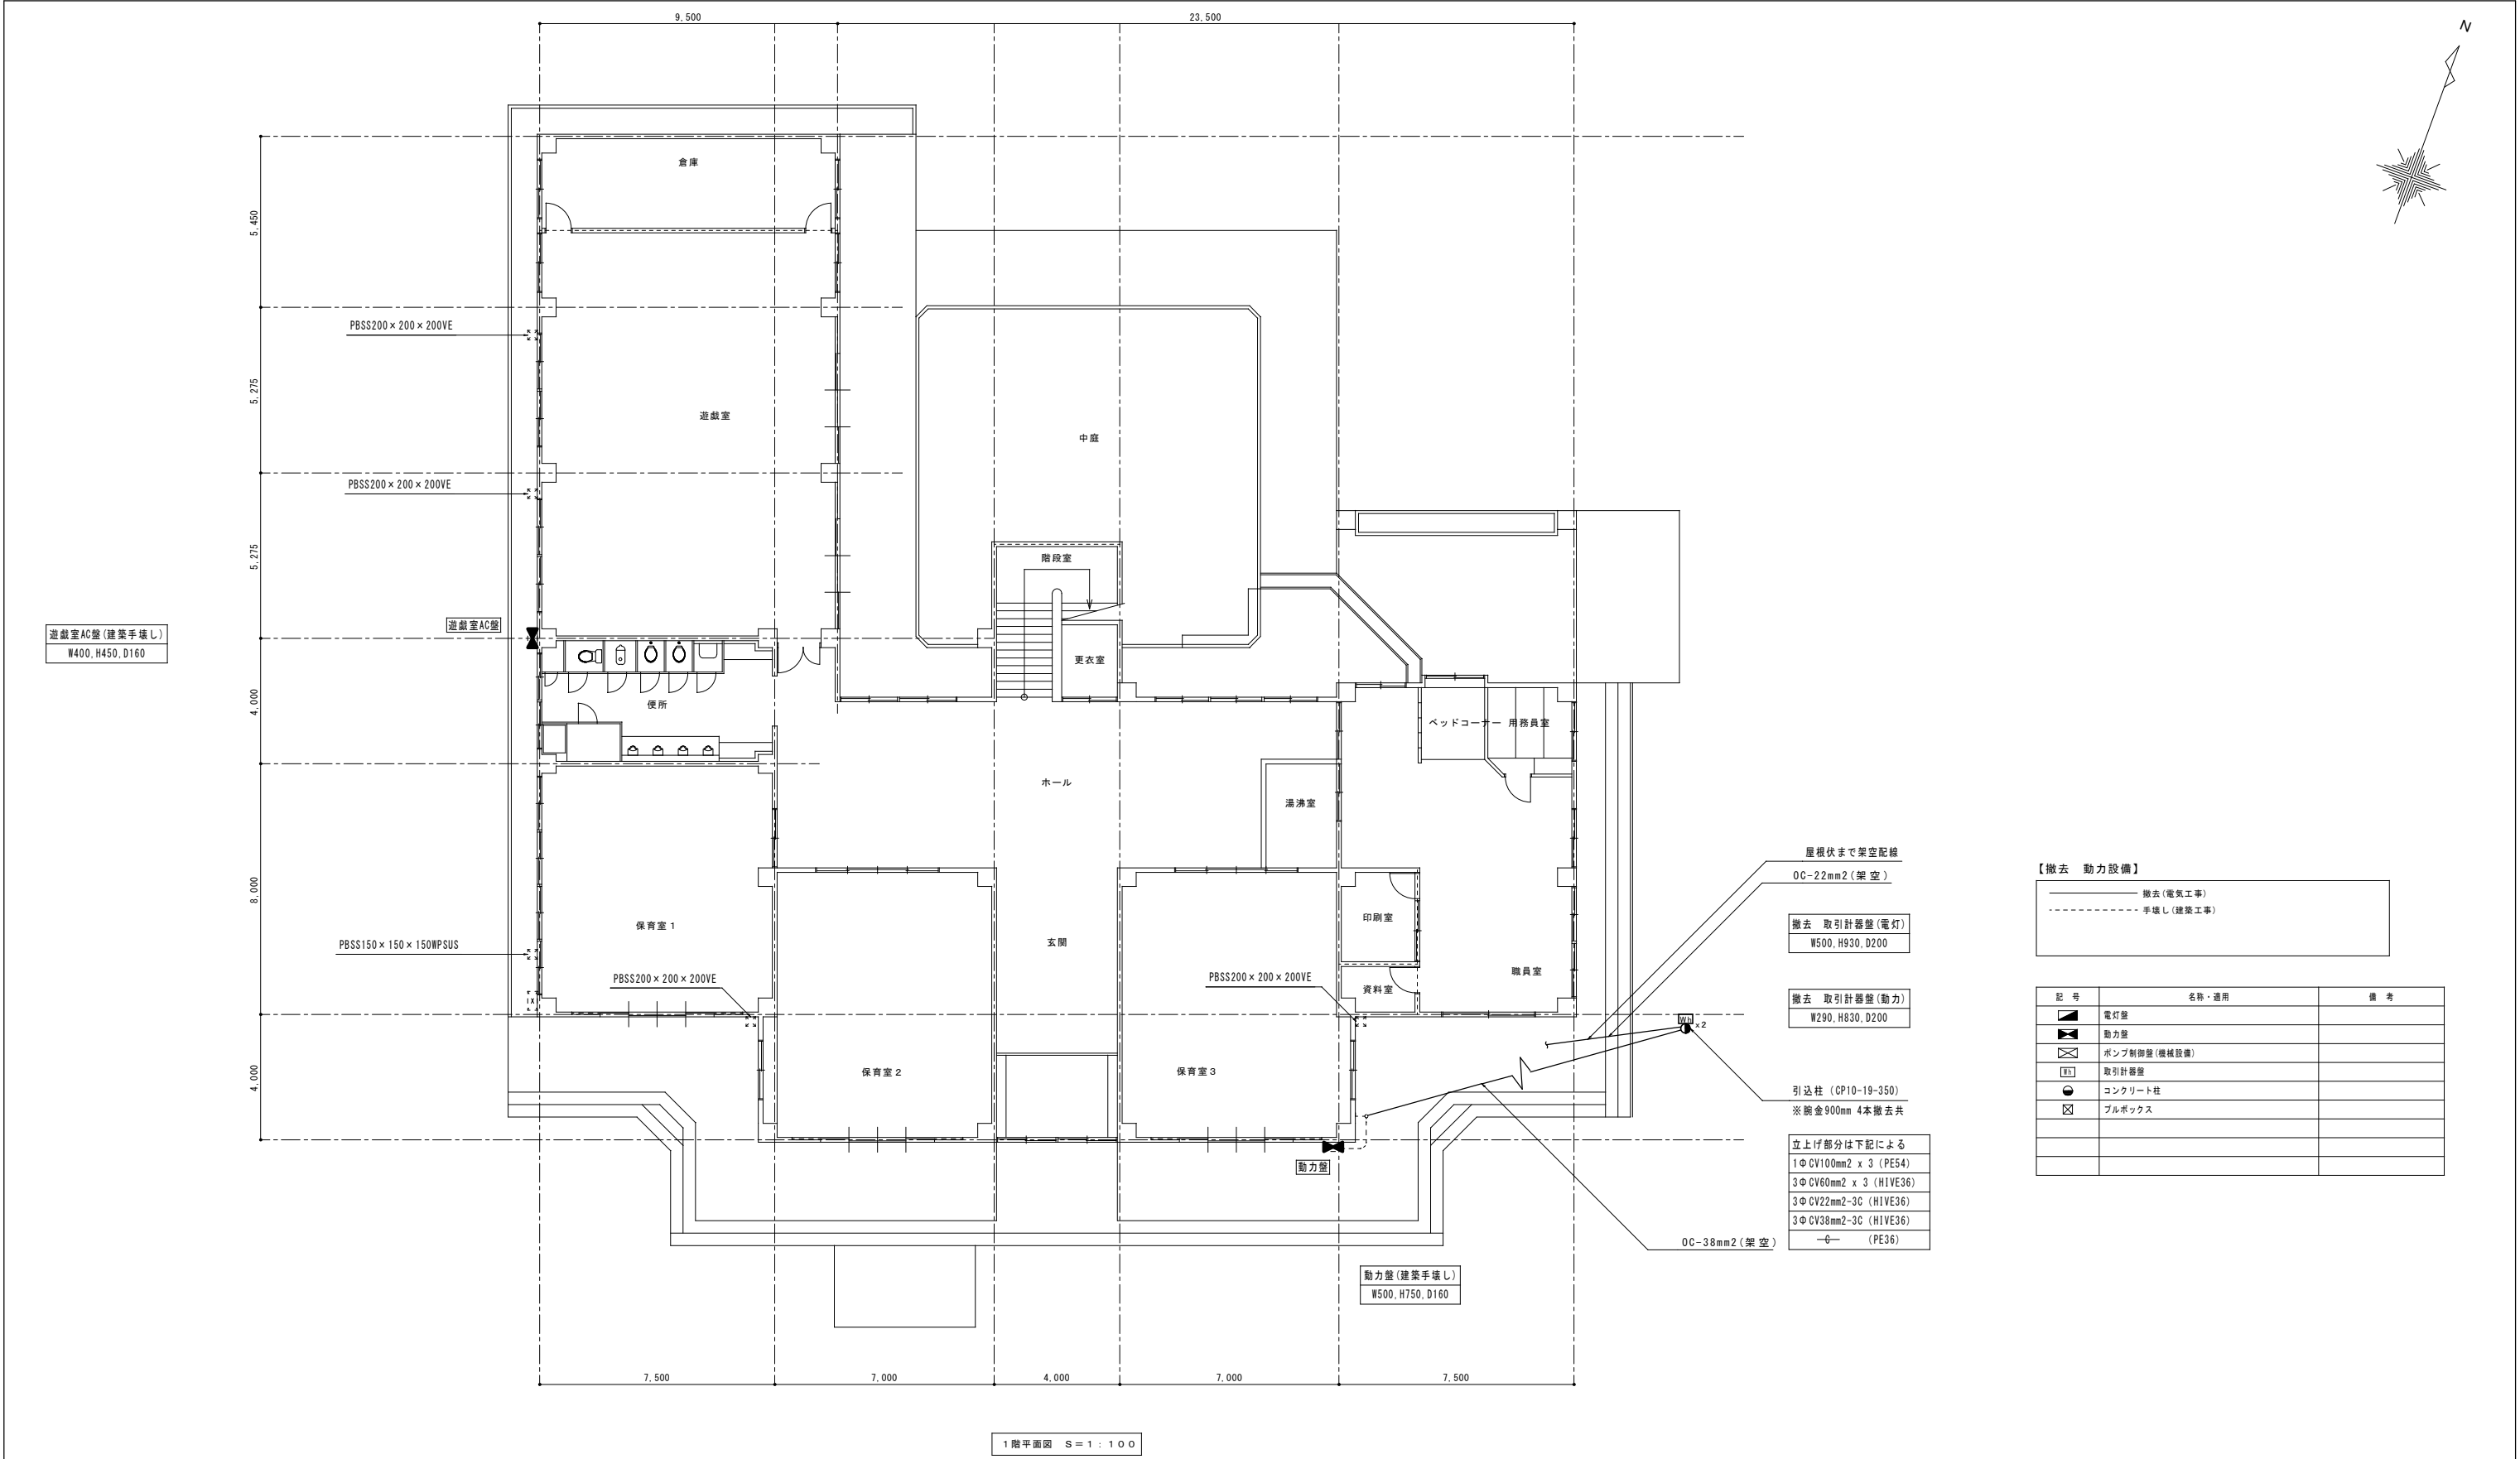 9,500
23,500
N
倉庫
5,450
PBSS200×200×200VE
5,275
遊戯室
中庭
PBSS200×200×200VE
5,275
階段室
遊戯室AC盤(建築手壊し)
W400,H450,D160
遊戯室AC盤
更衣室
4,000
便所
ベッドコーナー
用務員室
ホール
湯沸室
8,000
屋根伏まで架空配線
OC-22mm2(架空)
【撤去　動力設備】
撤去(電気工事)
手壊し(建築工事)
保育室1
印刷室
撤去　取引計器盤(電灯)
W500,H930,D200
PBSS150×150×150WPSUS
玄関
PBSS200×200×200VE
PBSS200×200×200VE
資料室
職員室
撤去　取引計器盤(動力)
W290,H830,D200
Wh
x2
記　号
名称・適用
備　考
電灯盤
動力盤
ポンプ制御盤(機械設備)
Wh
取引計器盤
コンクリート柱
プルボックス
4,000
保育室2
保育室3
引込柱 (CP10-19-350)
※腕金900mm 4本撤去共
動力盤
立上げ部分は下記による
1ΦCV100mm2 x 3 (PE54)
3ΦCV60mm2 x 3 (HIVE36)
3ΦCV22mm2-3C (HIVE36)
3ΦCV38mm2-3C (HIVE36)
(PE36)
OC-38mm2(架空)
動力盤(建築手壊し)
W500,H750,D160
7,500
7,000
4,000
7,000
7,500
1階平面図　S=1:100